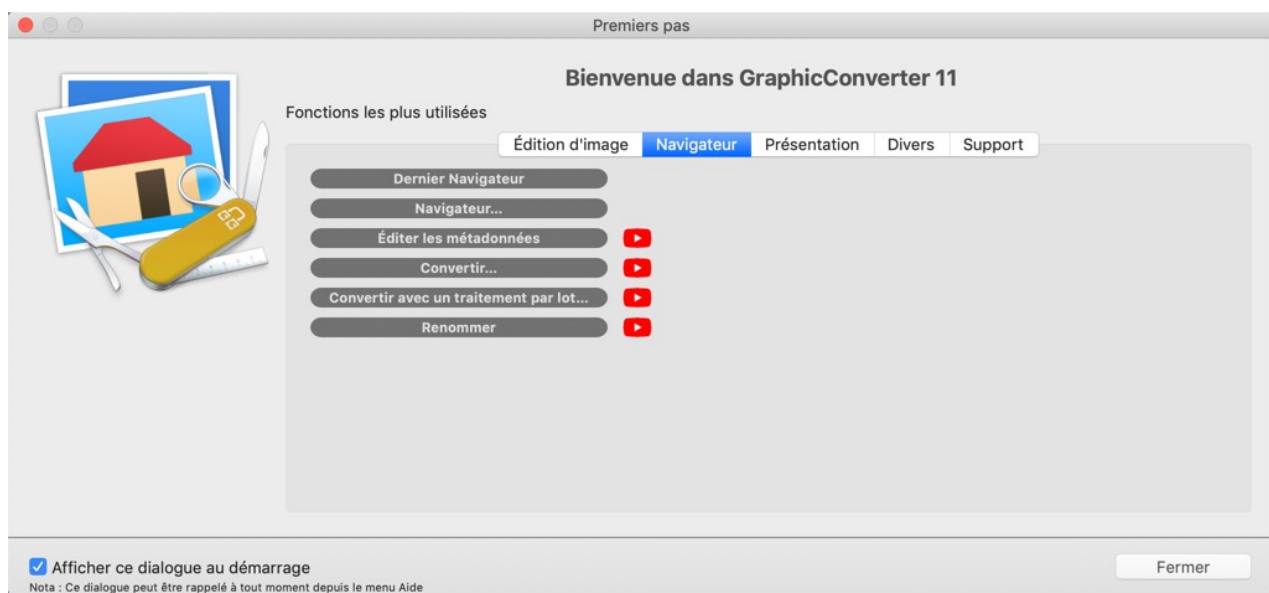 Premiers pas
Bienvenue dans GraphicConverter 11
Fonctions les plus utilisées
Édition d'image Navigateur Présentation Divers Support
Dernier Navigateur
Navigateur...
Éditer les métadonnées
Convertir...
Convertir avec un traitement par lot...
Renommer
Afficher ce dialogue au démarrage
Fermer
Nota : Ce dialogue peut être rappelé à tout moment depuis le menu Aide